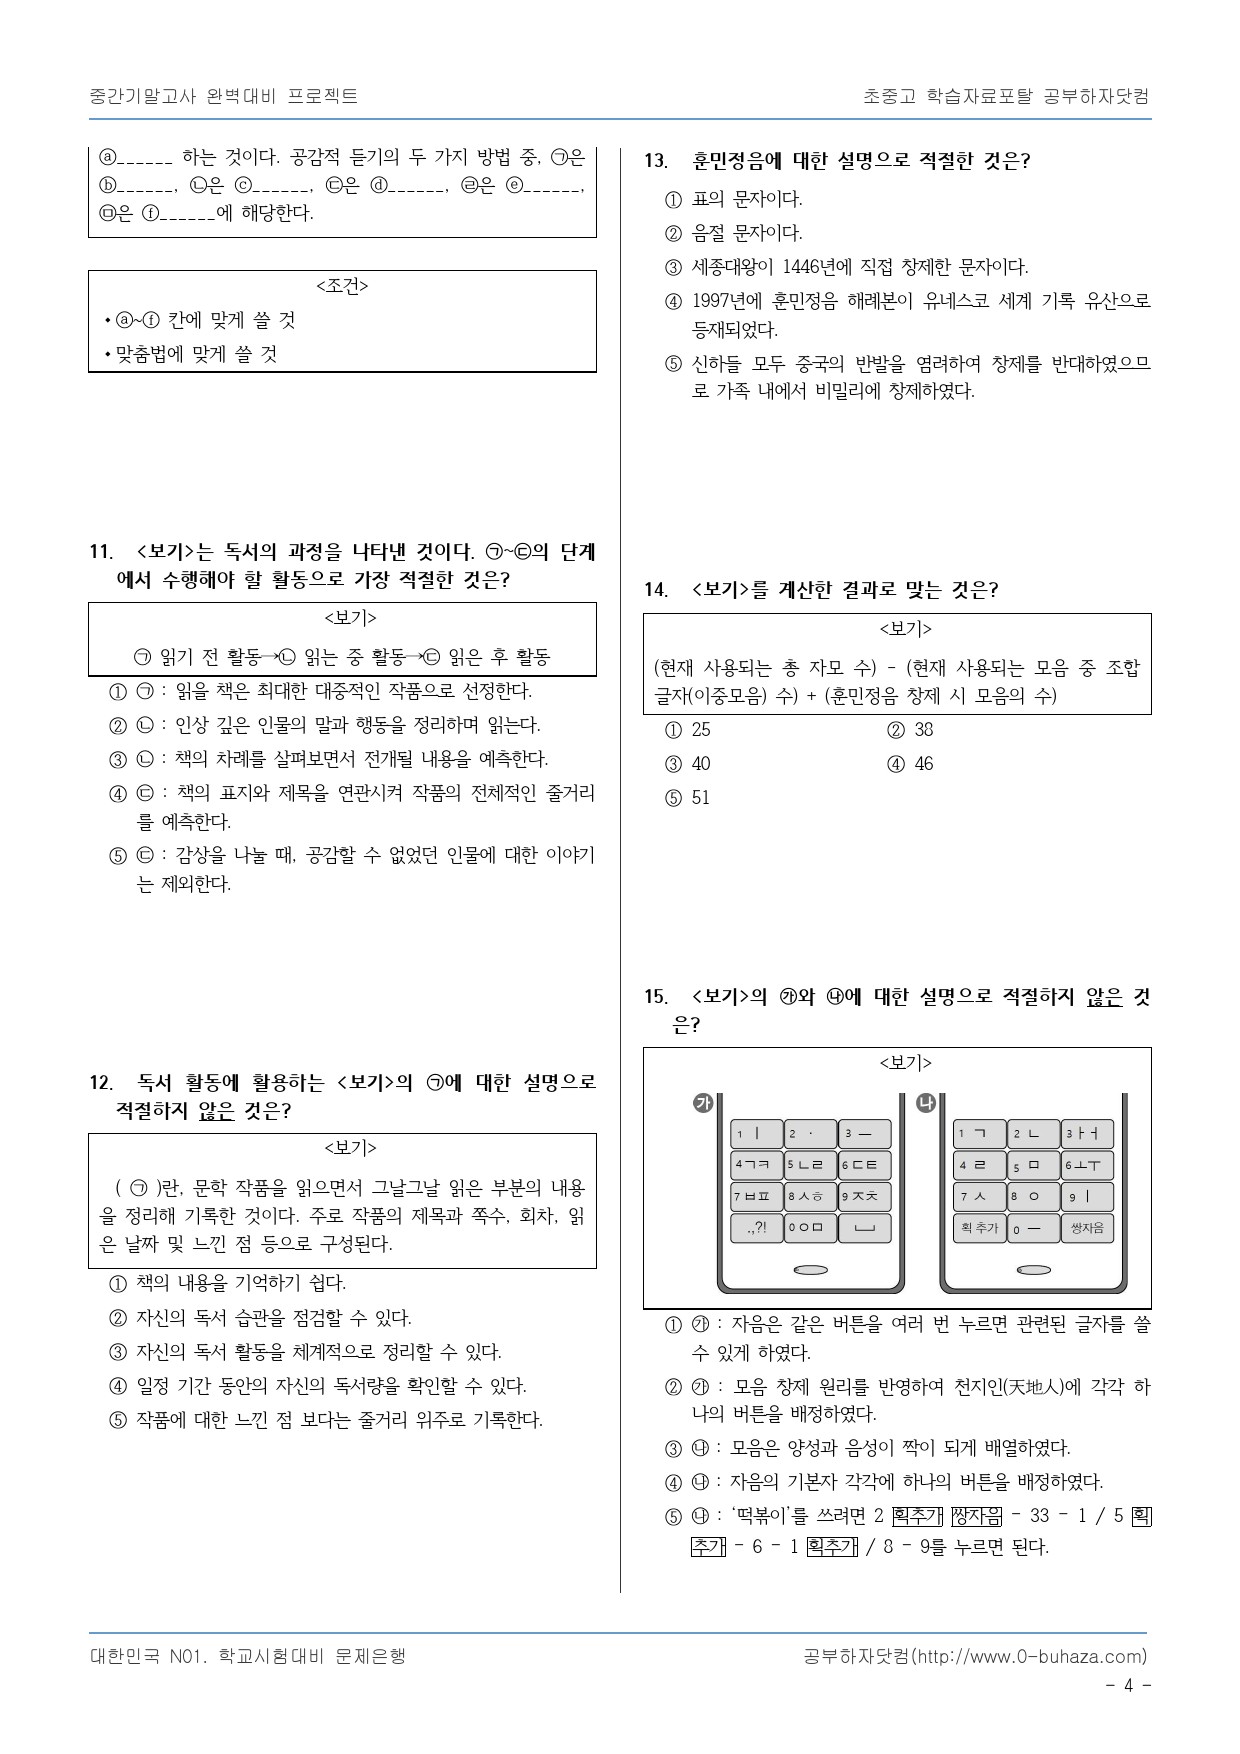 중간기말고사 완벽대비 프로젝트
초중고 학습자료포탈 공부하자닷컴
ⓐ______ 하는 것이다. 공감적 듣기의 두 가지 방법 중, ㉠은
ⓑ______, ㉡은 ⓒ______, ㉢은 ⓓ______, ㉣은 ⓔ______,
㉤은 ⓕ______에 해당한다.
<조건>
• ⓐ~ⓕ 칸에 맞게 쓸 것
• 맞춤법에 맞게 쓸 것
11. <보기>는 독서의 과정을 나타낸 것이다. ㉠~㉢의 단계
에서 수행해야 할 활동으로 가장 적절한 것은?
<보기>
㉠ 읽기 전 활동→㉡ 읽는 중 활동→㉢ 읽은 후 활동
① ㉠ : 읽을 책은 최대한 대중적인 작품으로 선정한다.
② ㉡ : 인상 깊은 인물의 말과 행동을 정리하며 읽는다.
③ ㉡ : 책의 차례를 살펴보면서 전개될 내용을 예측한다.
④ ㉢ : 책의 표지와 제목을 연관시켜 작품의 전체적인 줄거리
를 예측한다.
⑤ ㉢ : 감상을 나눌 때, 공감할 수 없었던 인물에 대한 이야기
는 제외한다.
12. 독서 활동에 활용하는 <보기>의 ㉠에 대한 설명으로
적절하지 않은 것은?
<보기>
( ㉠ )란, 문학 작품을 읽으면서 그날그날 읽은 부분의 내용
을 정리해 기록한 것이다. 주로 작품의 제목과 쪽수, 회차, 읽
은 날짜 및 느낀 점 등으로 구성된다.
① 책의 내용을 기억하기 쉽다.
② 자신의 독서 습관을 점검할 수 있다.
③ 자신의 독서 활동을 체계적으로 정리할 수 있다.
④ 일정 기간 동안의 자신의 독서량을 확인할 수 있다.
⑤ 작품에 대한 느낀 점 보다는 줄거리 위주로 기록한다.
13. 훈민정음에 대한 설명으로 적절한 것은?
① 표의 문자이다.
② 음절 문자이다.
③ 세종대왕이 1446년에 직접 창제한 문자이다.
④ 1997년에 훈민정음 해례본이 유네스코 세계 기록 유산으로
등재되었다.
⑤ 신하들 모두 중국의 반발을 염려하여 창제를 반대하였으므
로 가족 내에서 비밀리에 창제하였다.
14. <보기>를 계산한 결과로 맞는 것은?
<보기>
(현재 사용되는 총 자모 수) - (현재 사용되는 모음 중 조합
글자(이중모음) 수) + (훈민정음 창제 시 모음의 수)
① 25 ② 38
③ 40 ④ 46
⑤ 51
15. <보기>의 ㉮와 ㉯에 대한 설명으로 적절하지 않은 것
은?
<보기>
가
1 ㅣ 2 · 3 ㅡ
4 ㄱㅋ 5 ㄴㄹ 6 ㄷㅌ
7 ㅂㅍ 8 ㅅㅎ 9 ㅈㅊ
.,?! 0 ㅇㅁ ⌴
나
1 ㄱ 2 ㄴ 3 ㅏㅓ
4 ㄹ 5 ㅁ 6 ㅗㅜ
7 ㅅ 8 ㅇ 9 ㅣ
획 추가 0 ㅡ 쌍자음
① ㉮ : 자음은 같은 버튼을 여러 번 누르면 관련된 글자를 쓸
수 있게 하였다.
② ㉮ : 모음 창제 원리를 반영하여 천지인(天地人)에 각각 하
나의 버튼을 배정하였다.
③ ㉯ : 모음은 양성과 음성이 짝이 되게 배열하였다.
④ ㉯ : 자음의 기본자 각각에 하나의 버튼을 배정하였다.
⑤ ㉯ : ‘떡볶이’를 쓰려면 2 획추가 쌍자음 - 33 - 1 / 5 획
추가 - 6 - 1 획추가 / 8 - 9를 누르면 된다.
대한민국 N01. 학교시험대비 문제은행
공부하자닷컴(http://www.0-buhaza.com)
- 4 -